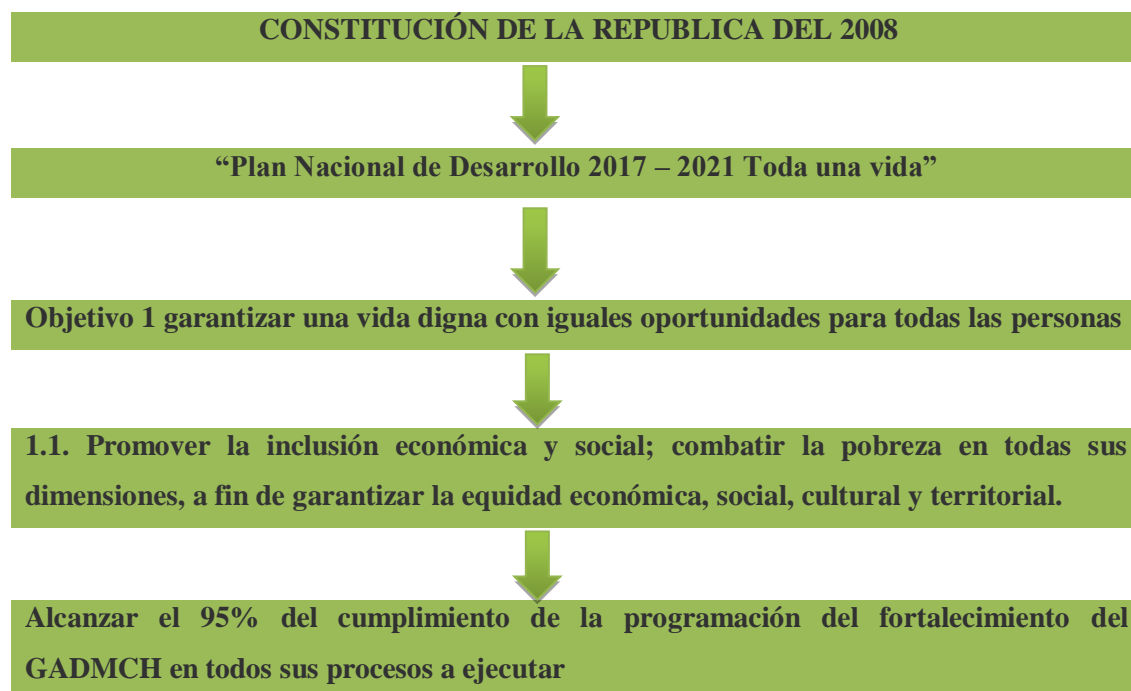 CONSTITUCIÓN DE LA REPUBLICA DEL 2008
“Plan Nacional de Desarrollo 2017 – 2021 Toda una vida”
Objetivo 1 garantizar una vida digna con iguales oportunidades para todas las personas
1.1. Promover la inclusión económica y social; combatir la pobreza en todas sus
dimensiones, a fin de garantizar la equidad económica, social, cultural y territorial.
Alcanzar el 95% del cumplimiento de la programación del fortalecimiento del
GADMCH en todos sus procesos a ejecutar